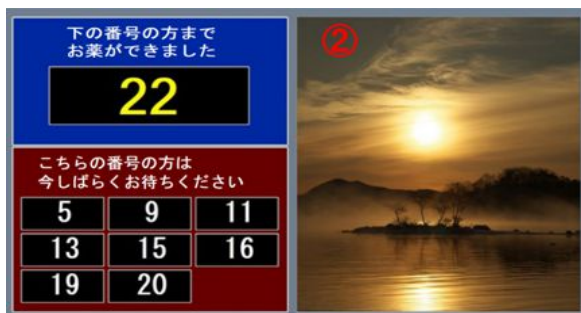 下の番号の方まで
お薬ができました
22
こちらの番号の方は
今しばらくお待ちください
5 9 11
13 15 16
19 20
②